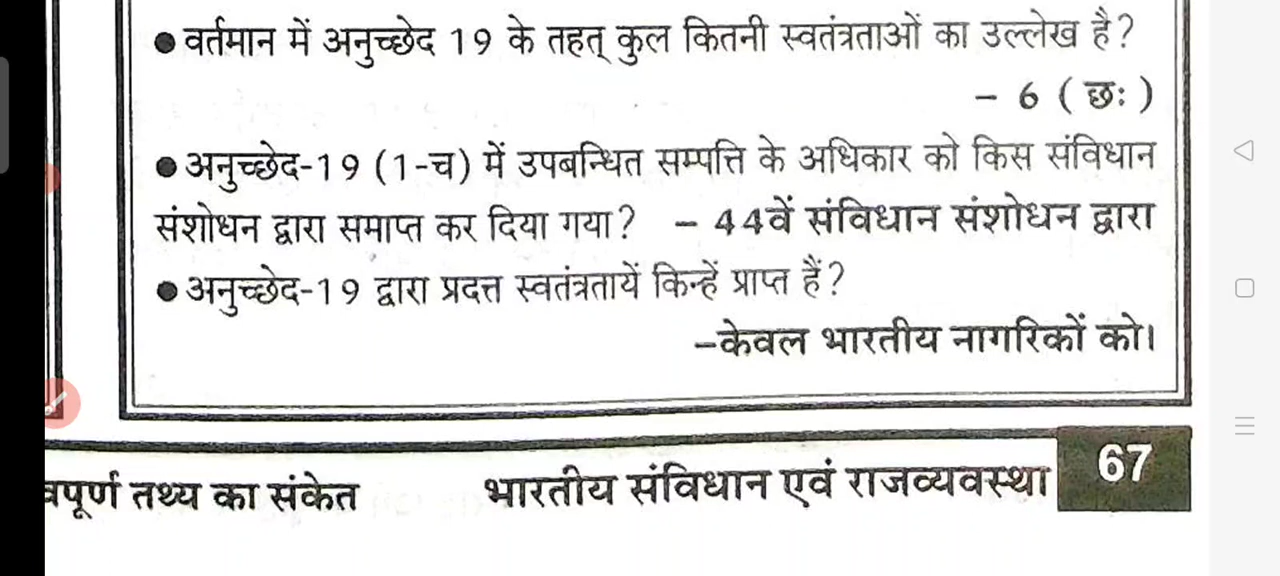 ● वर्तमान में अनुच्छेद 19 के तहत् कुल कितनी स्वतंत्रताओं का उल्लेख है?
– 6 ( छः )
● अनुच्छेद-19 (1-च) में उपबन्धित सम्पत्ति के अधिकार को किस संविधान
संशोधन द्वारा समाप्त कर दिया गया? – 44वें संविधान संशोधन द्वारा
● अनुच्छेद-19 द्वारा प्रदत्त स्वतंत्रतायें किन्हें प्राप्त हैं?
–केवल भारतीय नागरिकों को।
तथ्य का संकेत भारतीय संविधान एवं राजव्यवस्था 67